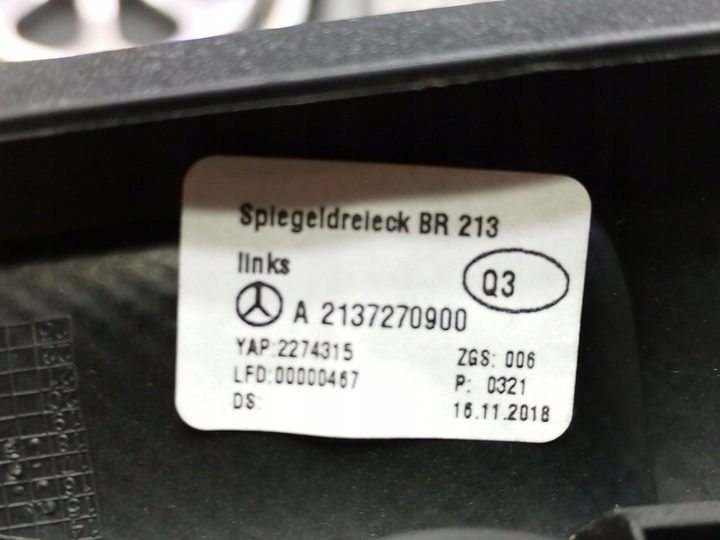 Spiegeldreieck BR 213
links
Q3
A 2137270900
YAP:2274315
ZGS: 006
LFD:00000467
P: 0321
DS:
16.11.2018